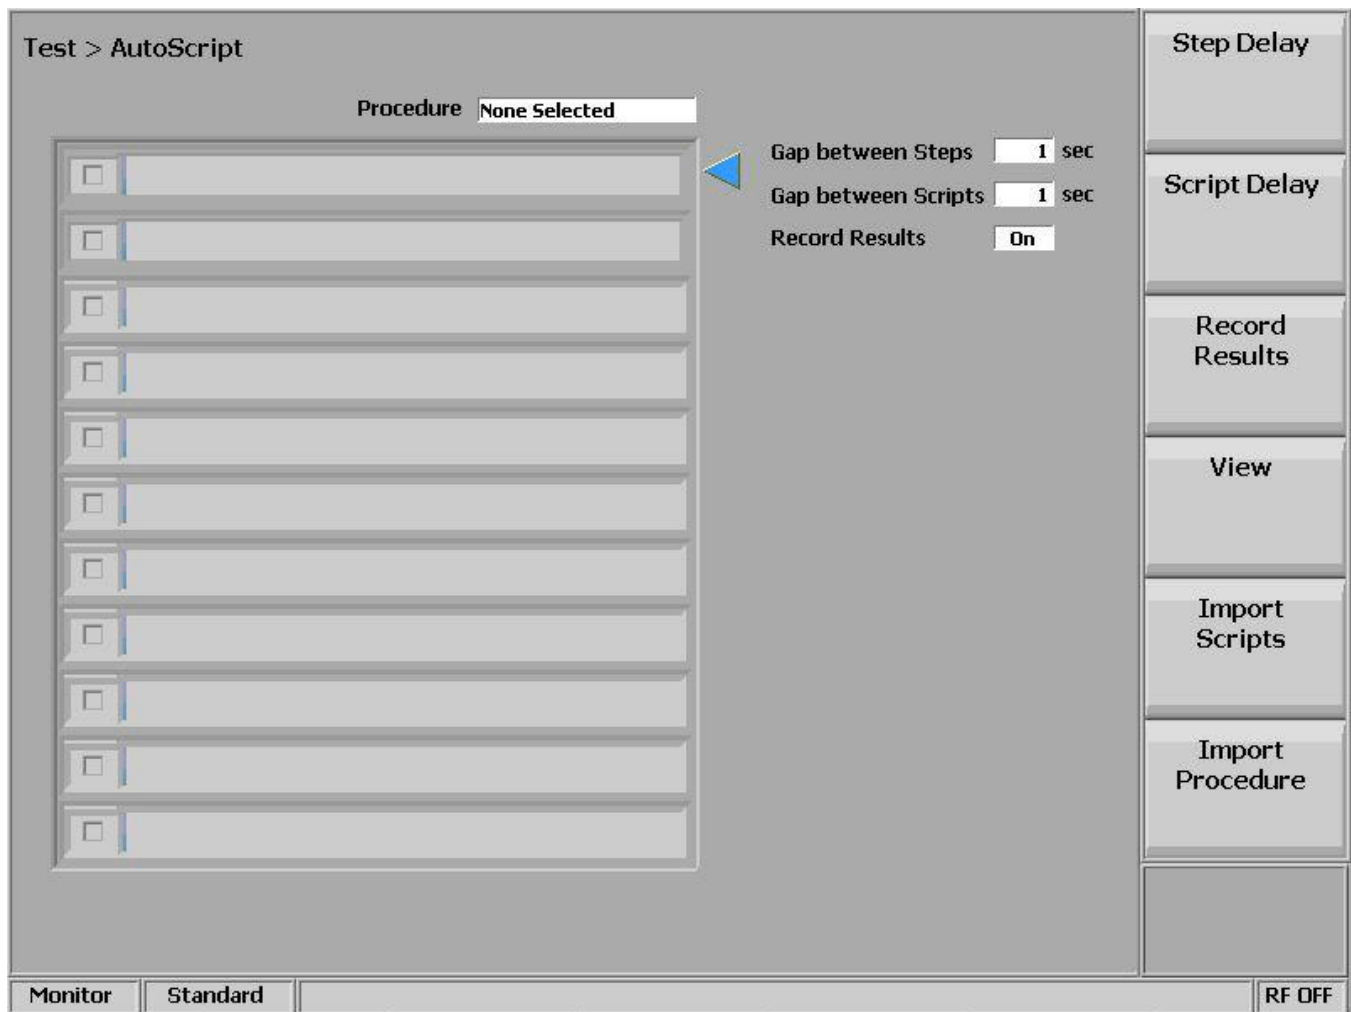 Test > AutoScript
Procedure None Selected
Gap between Steps 1 sec
Gap between Scripts 1 sec
Record Results On
Step Delay
Script Delay
Record
Results
View
Import
Scripts
Import
Procedure
Monitor Standard RF OFF